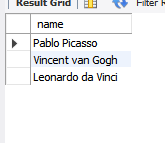 Result Grid Filter R
name
Pablo Picasso
Vincent van Gogh
Leonardo da Vinci